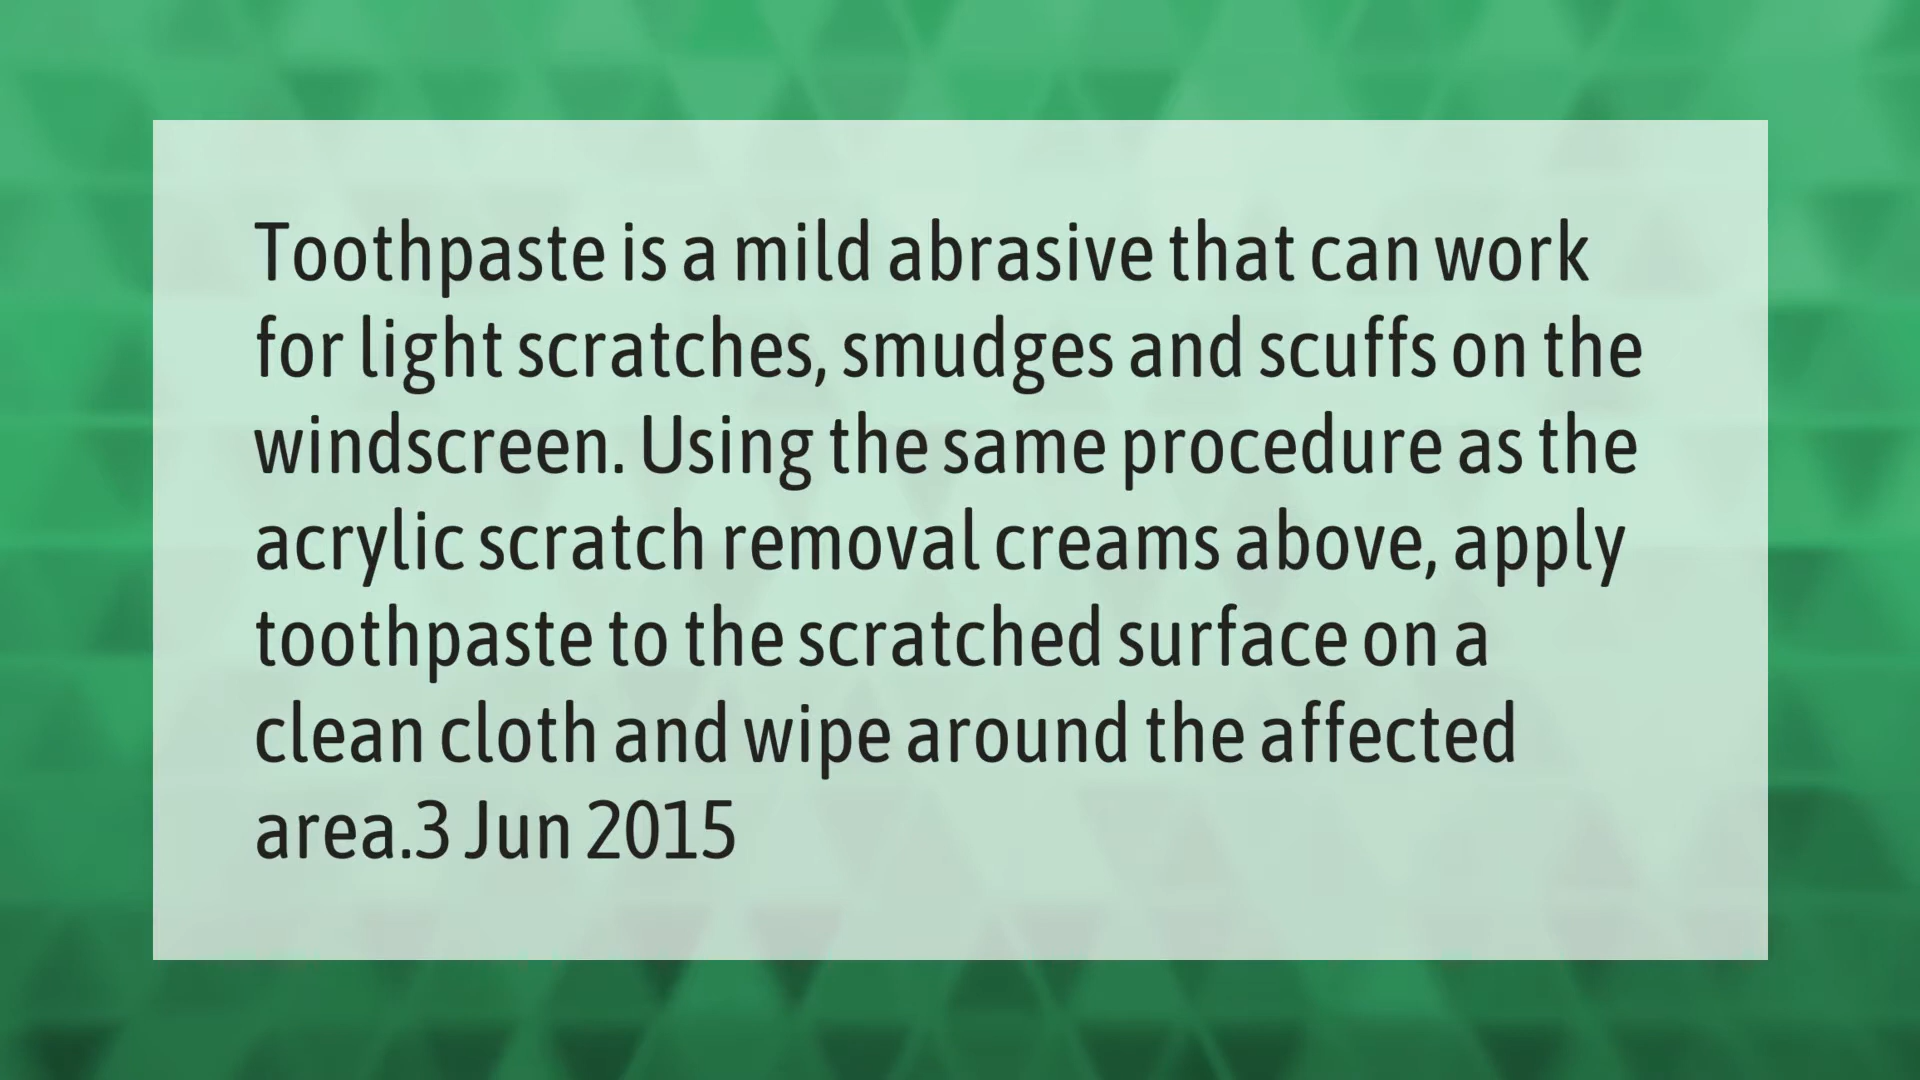 Toothpaste is a mild abrasive that can work
for light scratches, smudges and scuffs on the
windscreen. Using the same procedure as the
acrylic scratch removal creams above, apply
toothpaste to the scratched surface on a
clean cloth and wipe around the affected
area.3 Jun 2015